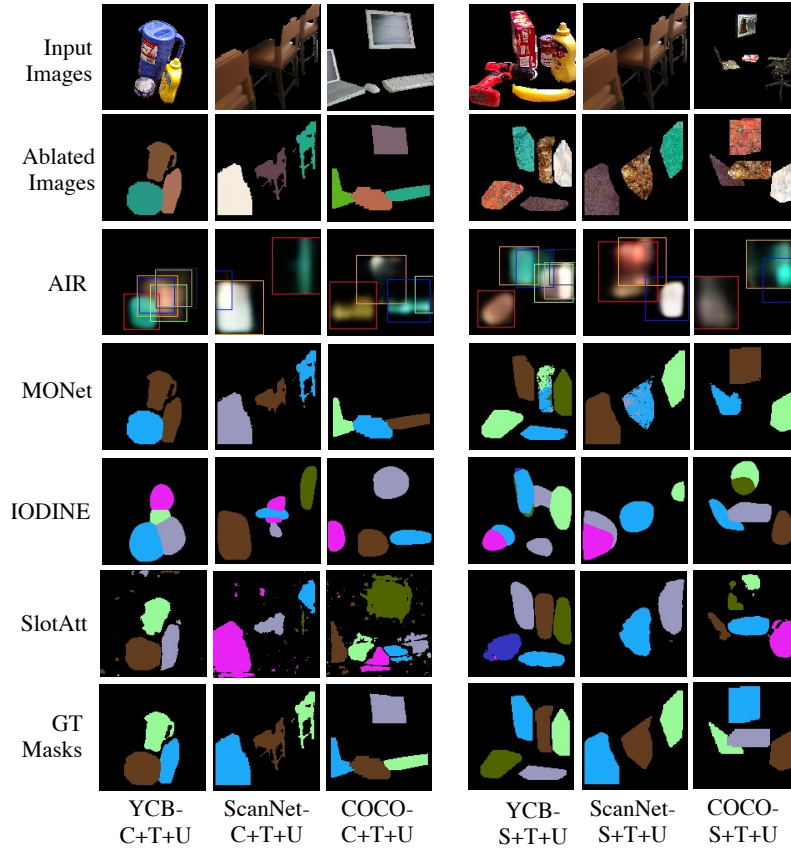 Input
Images
Ablated
Images
AIR
MONet
IODINE
SlotAtt
GT
Masks
YCB-
C+T+U
ScanNet-
C+T+U
COCO-
C+T+U
YCB-
S+T+U
ScanNet-
S+T+U
COCO-
S+T+U